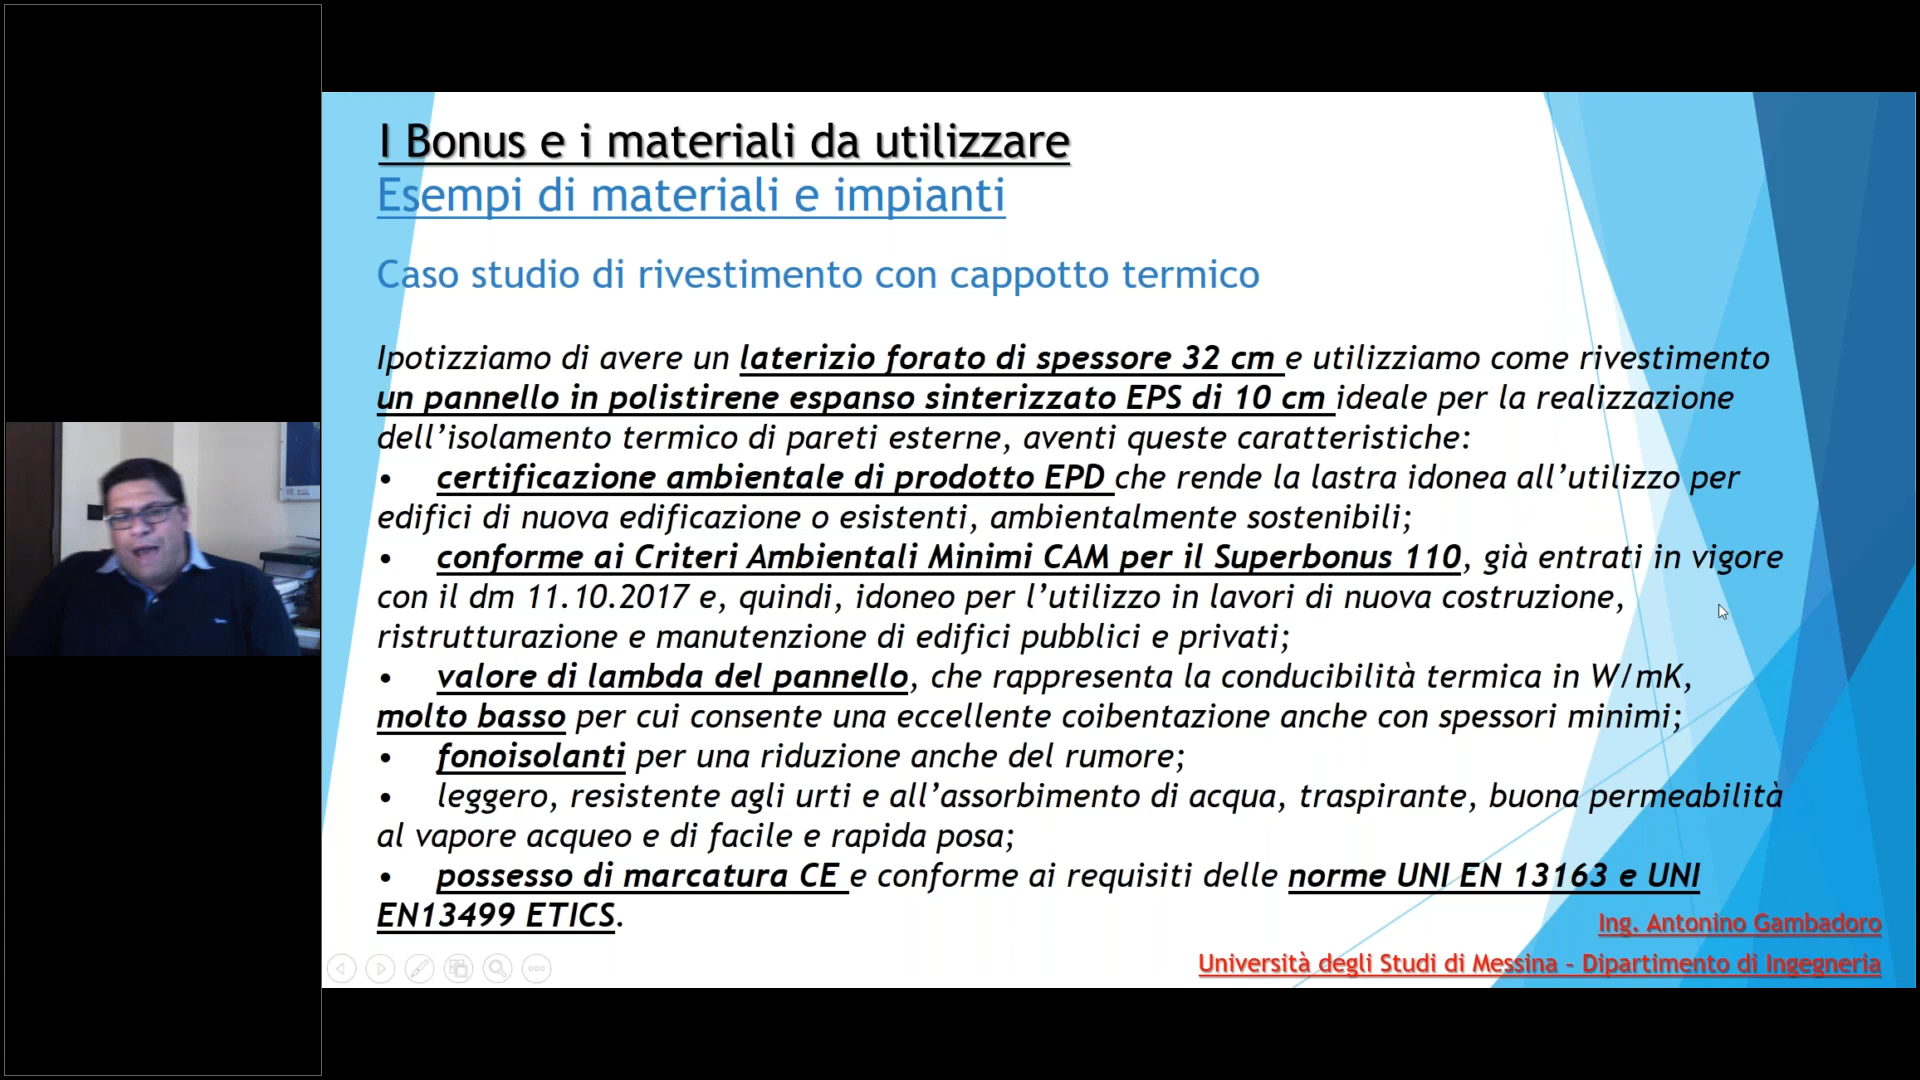 I Bonus e i materiali da utilizzare
Esempi di materiali e impianti
Caso studio di rivestimento con cappotto termico
Ipotizziamo di avere un laterizio forato di spessore 32 cm e utilizziamo come rivestimento
un pannello in polistirene espanso sinterizzato EPS di 10 cm ideale per la realizzazione
dell’isolamento termico di pareti esterne, aventi queste caratteristiche:
• certificazione ambientale di prodotto EPD che rende la lastra idonea all’utilizzo per
edifici di nuova edificazione o esistenti, ambientalmente sostenibili;
• conforme ai Criteri Ambientali Minimi CAM per il Superbonus 110, già entrati in vigore
con il dm 11.10.2017 e, quindi, idoneo per l’utilizzo in lavori di nuova costruzione,
ristrutturazione e manutenzione di edifici pubblici e privati;
• valore di lambda del pannello, che rappresenta la conducibilità termica in W/mK,
molto basso per cui consente una eccellente coibentazione anche con spessori minimi;
• fonoisolanti per una riduzione anche del rumore;
• leggero, resistente agli urti e all’assorbimento di acqua, traspirante, buona permeabilità
al vapore acqueo e di facile e rapida posa;
• possesso di marcatura CE e conforme ai requisiti delle norme UNI EN 13163 e UNI
EN13499 ETICS.
Ing. Antonino Gambadoro
Università degli Studi di Messina – Dipartimento di Ingegneria